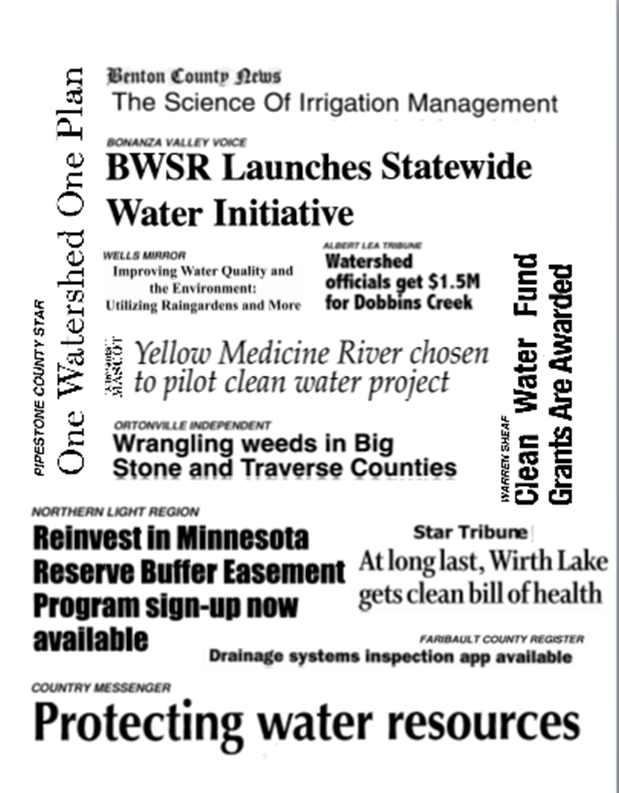 Benton County News
The Science Of Irrigation Management
BONANZA VALLEY VOICE
BWSR Launches Statewide
Water Initiative
PIPESTONE COUNTY STAR
One Watershed One Plan
WELLS MIRROR
Improving Water Quality and
the Environment:
Utilizing Raingardens and More
ALBERT LEA TRIBUNE
Watershed
officials get $1.5M
for Dobbins Creek
MASCOT
Yellow Medicine River chosen
to pilot clean water project
WARREN SHEAF
Clean Water Fund
Grants Are Awarded
ORTONVILLE INDEPENDENT
Wrangling weeds in Big
Stone and Traverse Counties
NORTHERN LIGHT REGION
Reinvest in Minnesota
Reserve Buffer Easement
Program sign-up now
available
Star Tribune
At long last, Wirth Lake
gets clean bill of health
FARIBAULT COUNTY REGISTER
Drainage systems inspection app available
COUNTRY MESSENGER
Protecting water resources